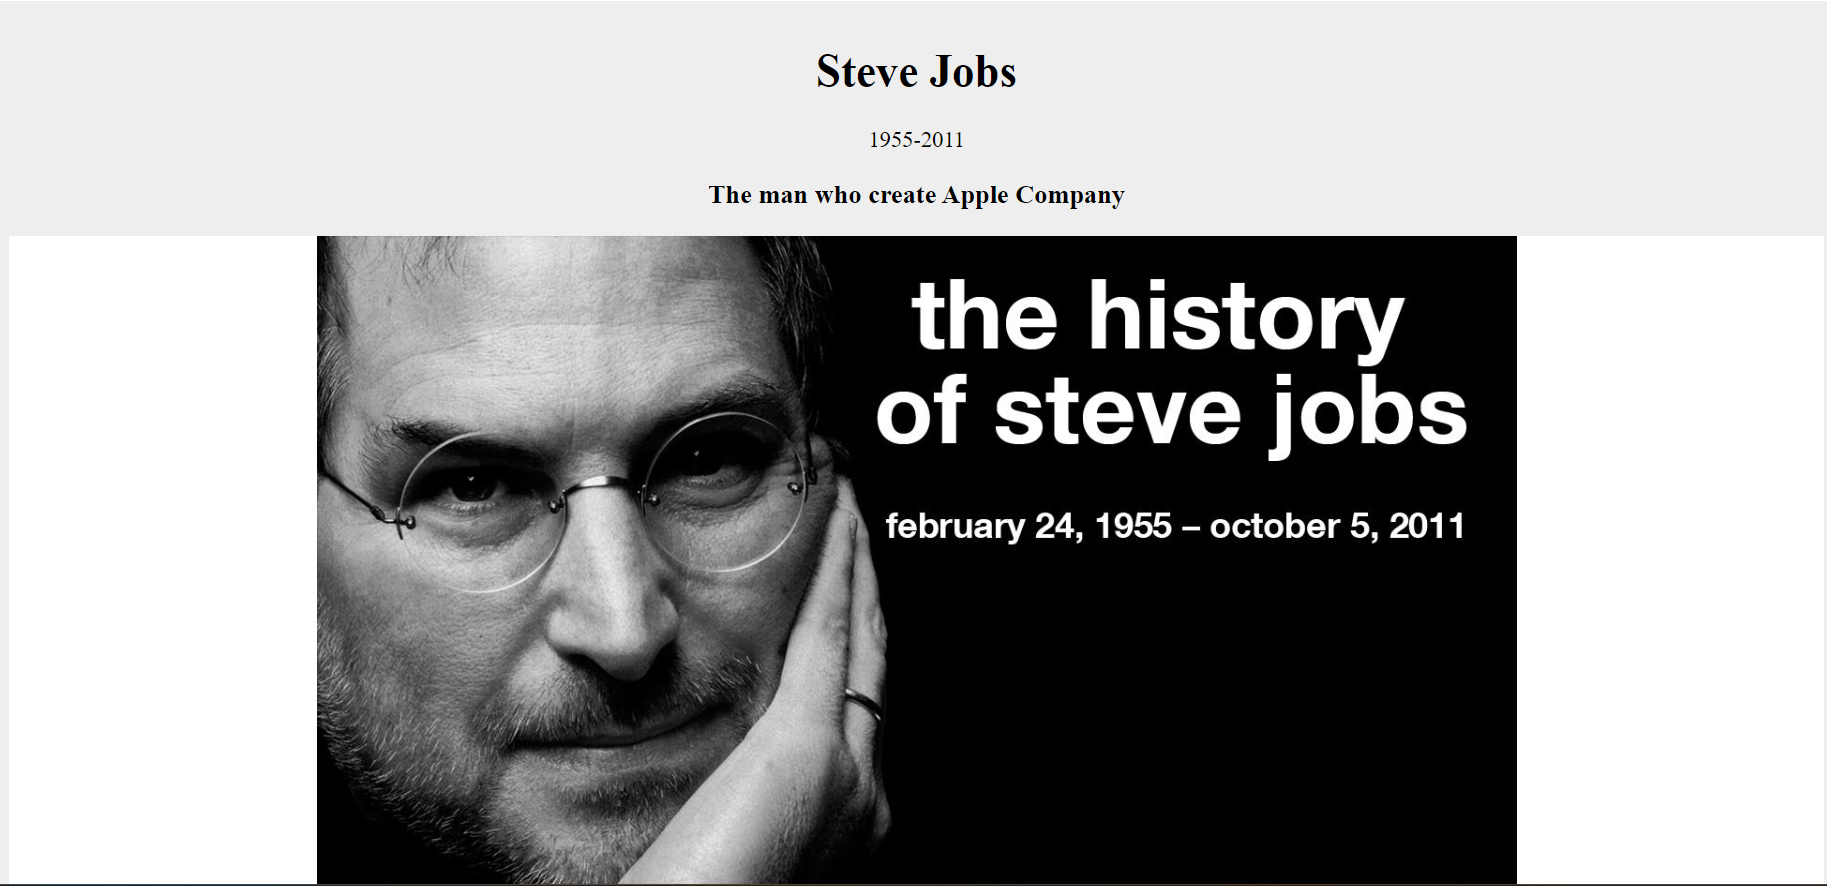 Steve Jobs
1955-2011
The man who create Apple Company
the history
of steve jobs
february 24, 1955 – october 5, 2011